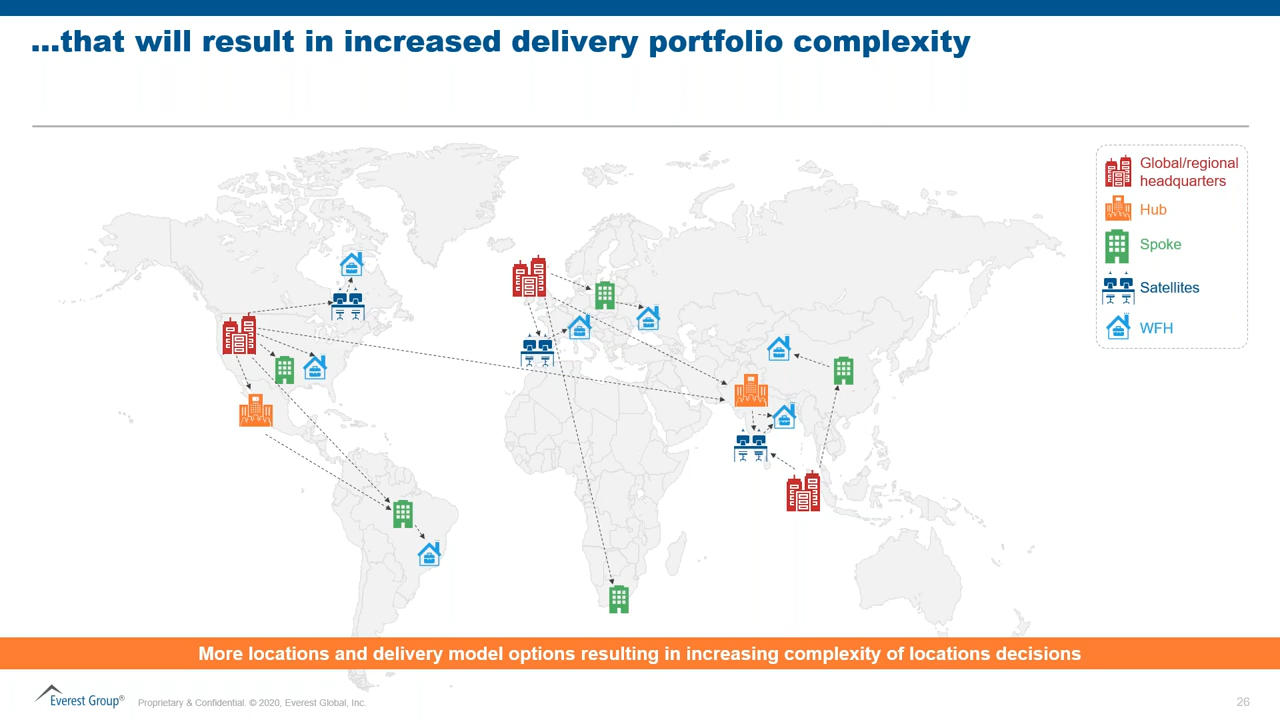 ...that will result in increased delivery portfolio complexity
Global/regional
headquarters
Hub
Spoke
Satellites
WFH
More locations and delivery model options resulting in increasing complexity of locations decisions
Everest Group®
Proprietary & Confidential. © 2020, Everest Global, Inc.
26